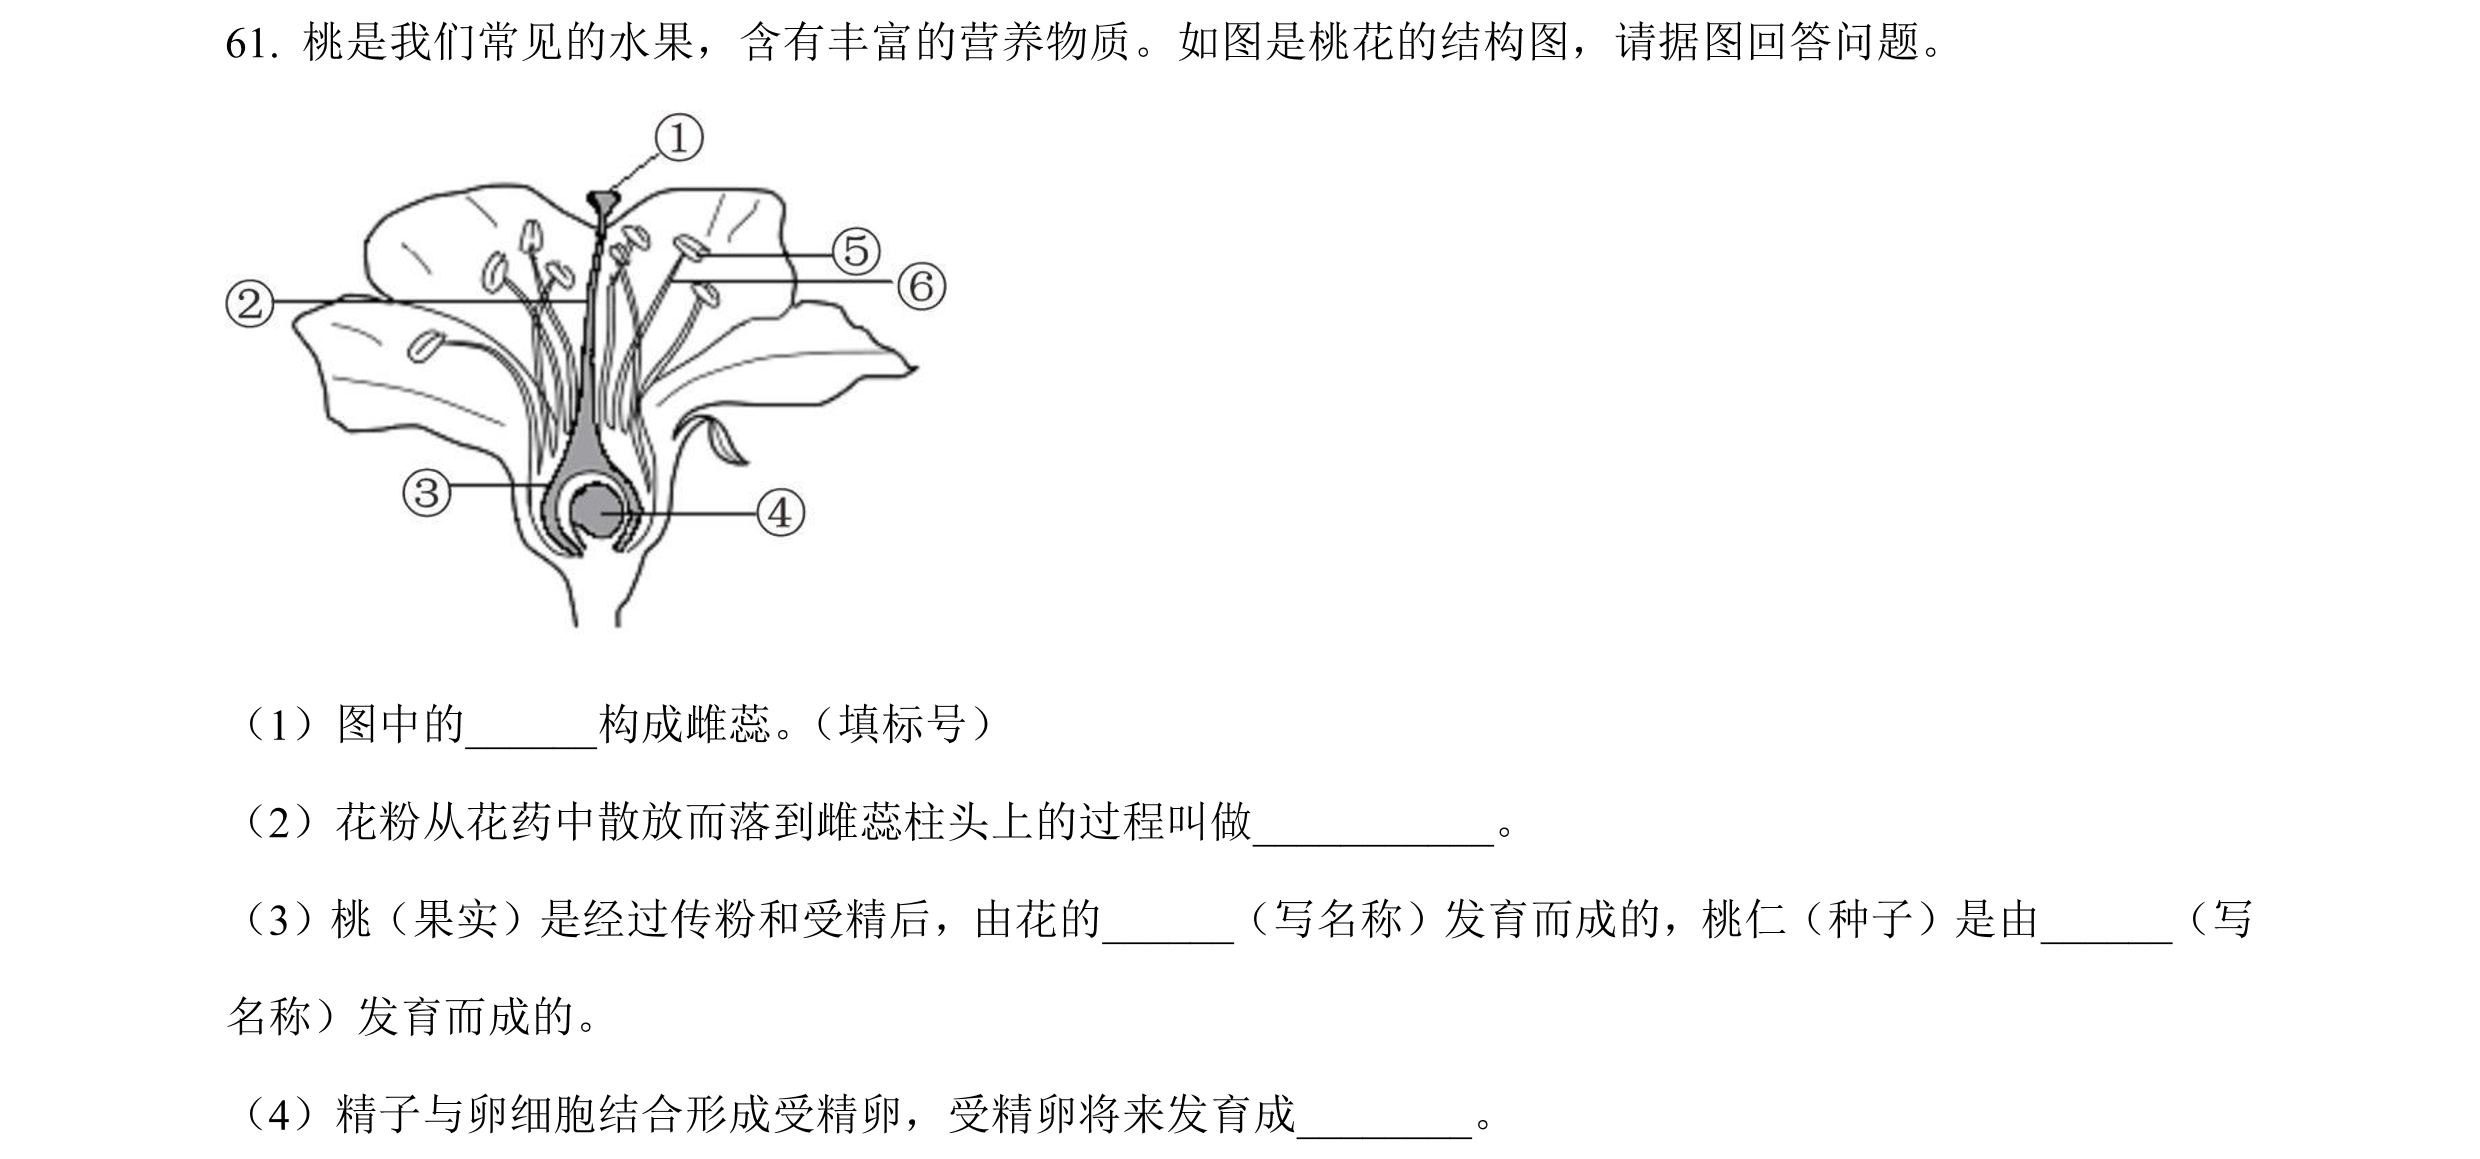 61. 桃是我们常见的水果，含有丰富的营养物质。如图是桃花的结构图，请据图回答问题。
①
⑤
⑥
②
③
④
（1）图中的______构成雌蕊。（填标号）
（2）花粉从花药中散放而落到雌蕊柱头上的过程叫做___________。
（3）桃（果实）是经过传粉和受精后，由花的______（写名称）发育而成的，桃仁（种子）是由______（写
名称）发育而成的。
（4）精子与卵细胞结合形成受精卵，受精卵将来发育成________。